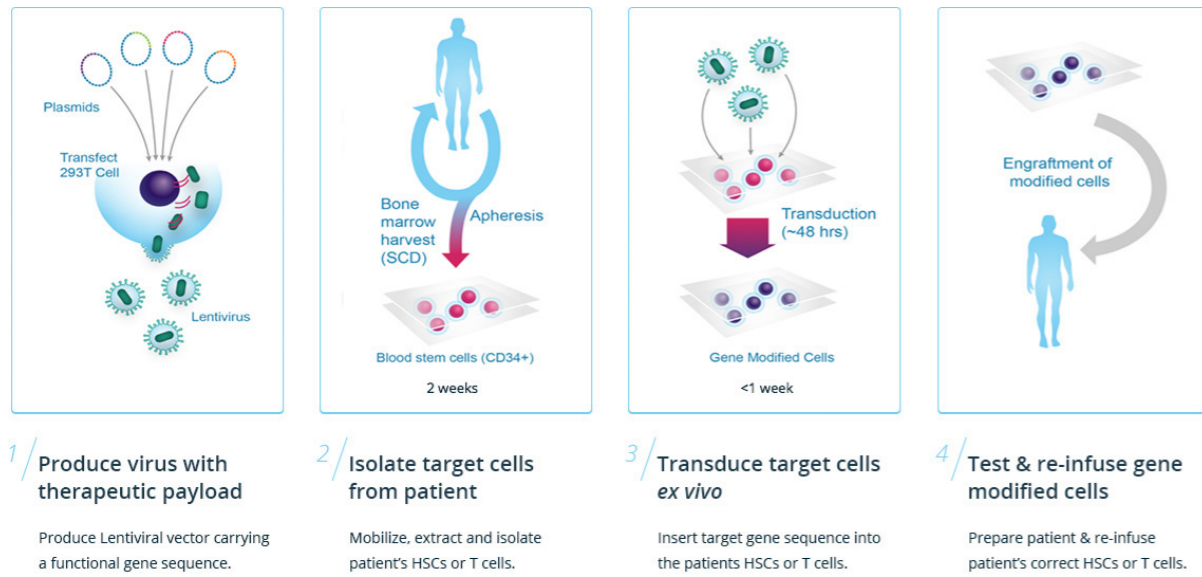 Plasmids
Transfect
293T Cell
Lentivirus
Bone
marrow
harvest
(SCD)
Apheresis
Blood stem cells (CD34+)
2 weeks
Transduction
(~48 hrs)
Gene Modified Cells
<1 week
Engraftment of
modified cells
1
Produce virus with
therapeutic payload
Produce Lentiviral vector carrying
a functional gene sequence.
2
Isolate target cells
from patient
Mobilize, extract and isolate
patient's HSCs or T cells.
3
Transduce target cells
ex vivo
Insert target gene sequence into
the patients HSCs or T cells.
4
Test & re-infuse gene
modified cells
Prepare patient & re-infuse
patient's correct HSCs or T cells.